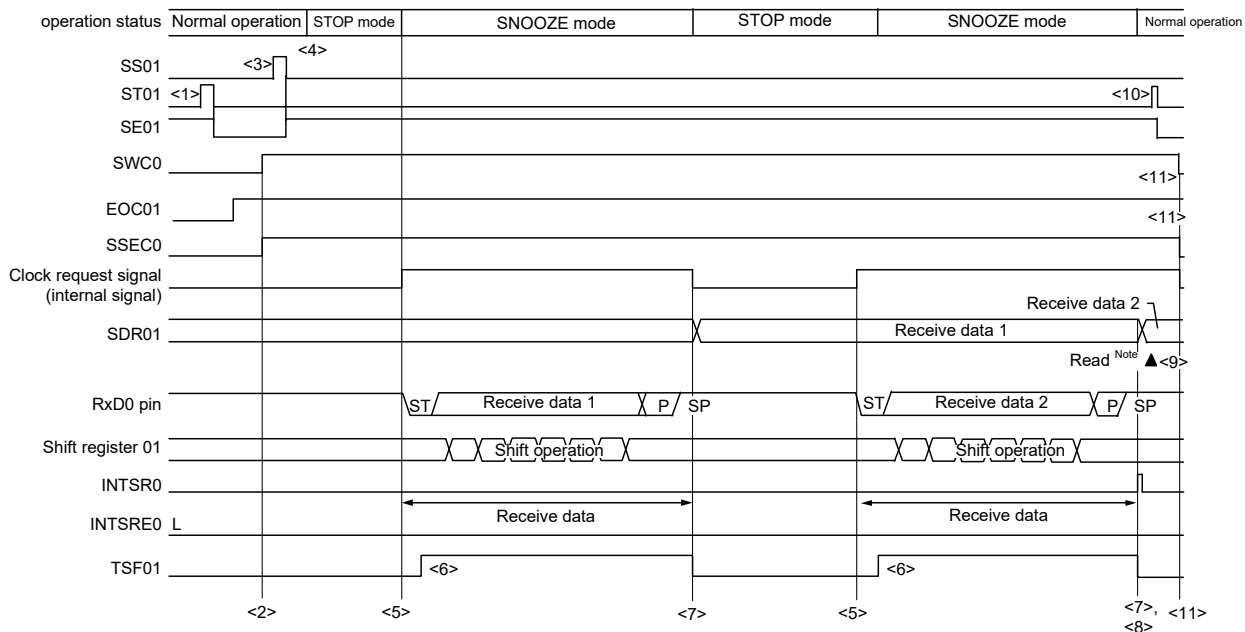 operation status Normal operation STOP mode SNOOZE mode STOP mode SNOOZE mode Normal operation
<4>
SS01 <3>
ST01 <1> <10>
SE01
SWC0
<11>
EOC01
<11>
SSEC0
Clock request signal
(internal signal)
Receive data 2
SDR01 Receive data 1
Read Note ▲ <9>
RxD0 pin ST Receive data 1 P SP ST Receive data 2 P SP
Shift register 01 Shift operation Shift operation
INTSR0
Receive data Receive data
INTSRE0 L
TSF01 <6> <6>
<2> <5> <7> <5> <7>, <11>
<8>